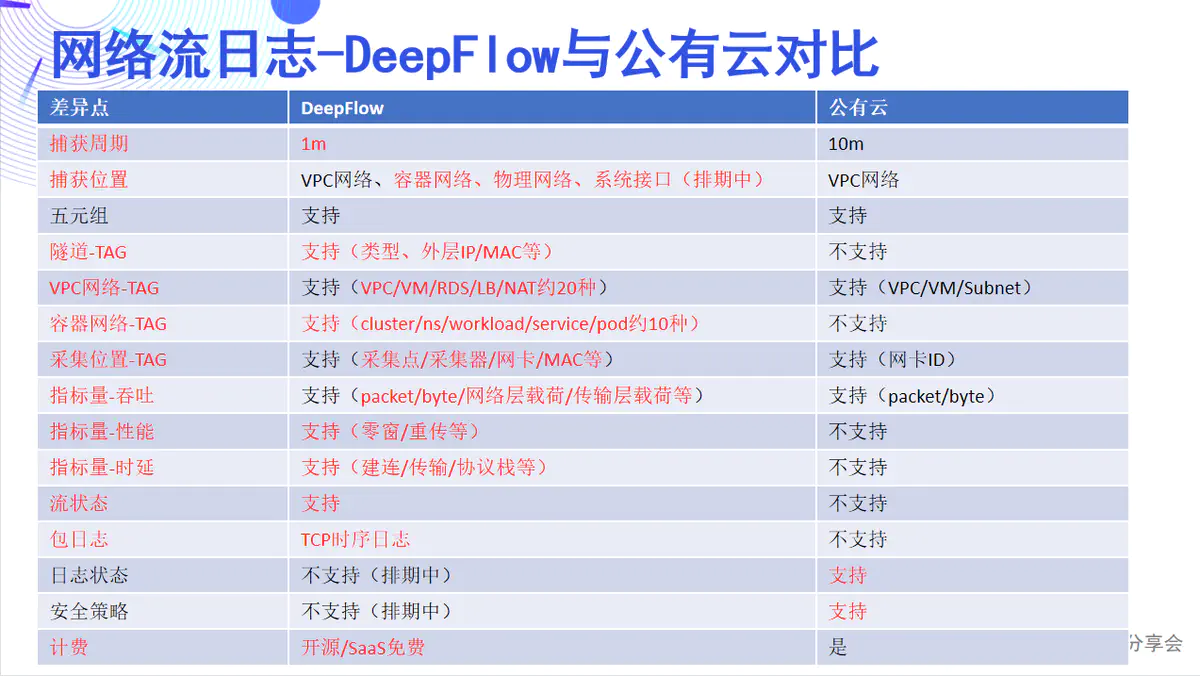 网络流日志-DeepFlow与公有云对比
差异点 DeepFlow 公有云
捕获周期 1m 10m
捕获位置 VPC网络、容器网络、物理网络、系统接口（排期中） VPC网络
五元组 支持 支持
隧道-TAG 支持（类型、外层IP/MAC等） 不支持
VPC网络-TAG 支持（VPC/VM/RDS/LB/NAT约20种） 支持（VPC/VM/Subnet）
容器网络-TAG 支持（cluster/ns/workload/service/pod约10种） 不支持
采集位置-TAG 支持（采集点/采集器/网卡/MAC等） 支持（网卡ID）
指标量-吞吐 支持（packet/byte/网络层载荷/传输层载荷等） 支持（packet/byte）
指标量-性能 支持（零窗/重传等） 不支持
指标量-时延 支持（建连/传输/协议栈等） 不支持
流状态 支持 不支持
包日志 TCP时序日志 不支持
日志状态 不支持（排期中） 支持
安全策略 不支持（排期中） 支持
计费 开源/SaaS免费 是
分享会